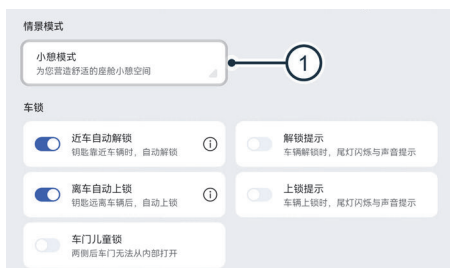 情景模式
小憩模式
为您营造舒适的座舱小憩空间
1
车锁
近车自动解锁
钥匙靠近车辆时，自动解锁
解锁提示
车辆解锁时，尾灯闪烁与声音提示
离车自动上锁
钥匙远离车辆后，自动上锁
上锁提示
车辆上锁时，尾灯闪烁与声音提示
车门儿童锁
两侧后车门无法从内部打开